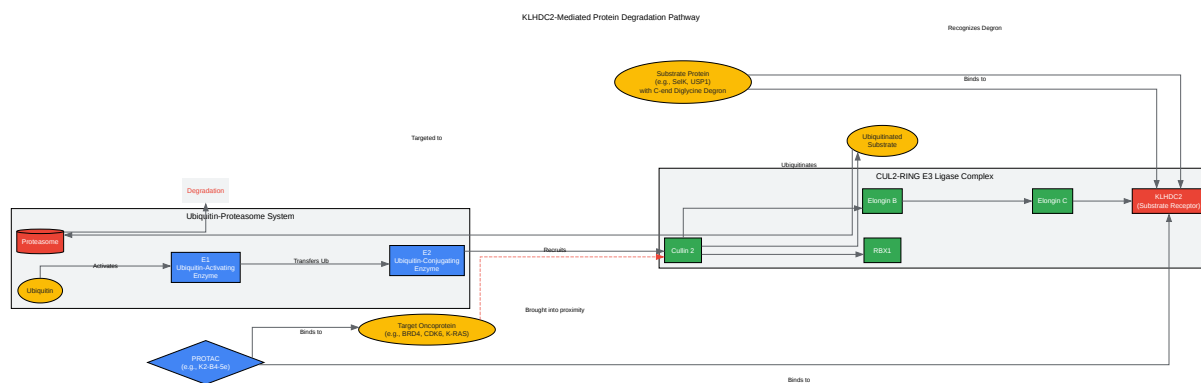 KLHDC2-Mediated Protein Degradation Pathway
Recognizes Degron
Substrate Protein
(e.g., SelK, USP1)
with C-end Diglycine Degron
Binds to
Targeted to
Ubiquitinated
Substrate
Ubiquitinates
CUL2-RING E3 Ligase Complex
Degradation
Elongin B
Elongin C
KLHDC2
(Substrate Receptor)
Ubiquitin-Proteasome System
Proteasome
E2
Ubiquitin-Conjugating
Enzyme
Recruits
Cullin 2
RBX1
Activates
E1
Ubiquitin-Activating
Enzyme
Transfers Ub
Ubiquitin
Brought into proximity
Binds to
Target Oncoprotein
(e.g., BRD4, CDK6, K-RAS)
PROTAC
(e.g., K2-B4-5e)
Binds to